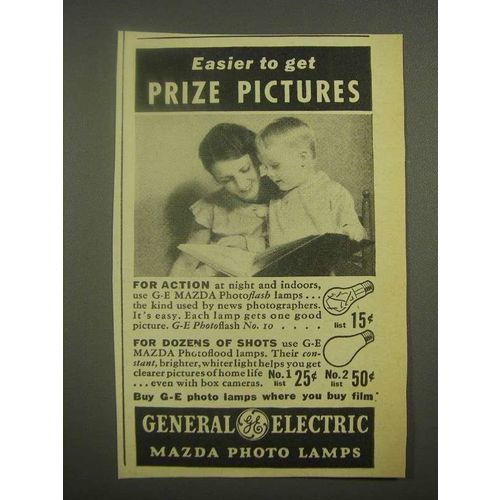 Easier to get
PRIZE PICTURES
FOR ACTION at night and indoors,
use G-E MAZDA Photoflash lamps...
the kind used by news photographers.
It's easy. Each lamp gets one good
picture. G-E Photoflash No. 10 . . . . list 15¢
FOR DOZENS OF SHOTS use G-E
MAZDA Photoflood lamps. Their con-
stant, brighter, whiter light helps you get
clearer pictures of home life No. 1 list 25¢ No. 2 list 50¢
. . . even with box cameras.
Buy G-E photo lamps where you buy film
GENERAL GE ELECTRIC
MAZDA PHOTO LAMPS